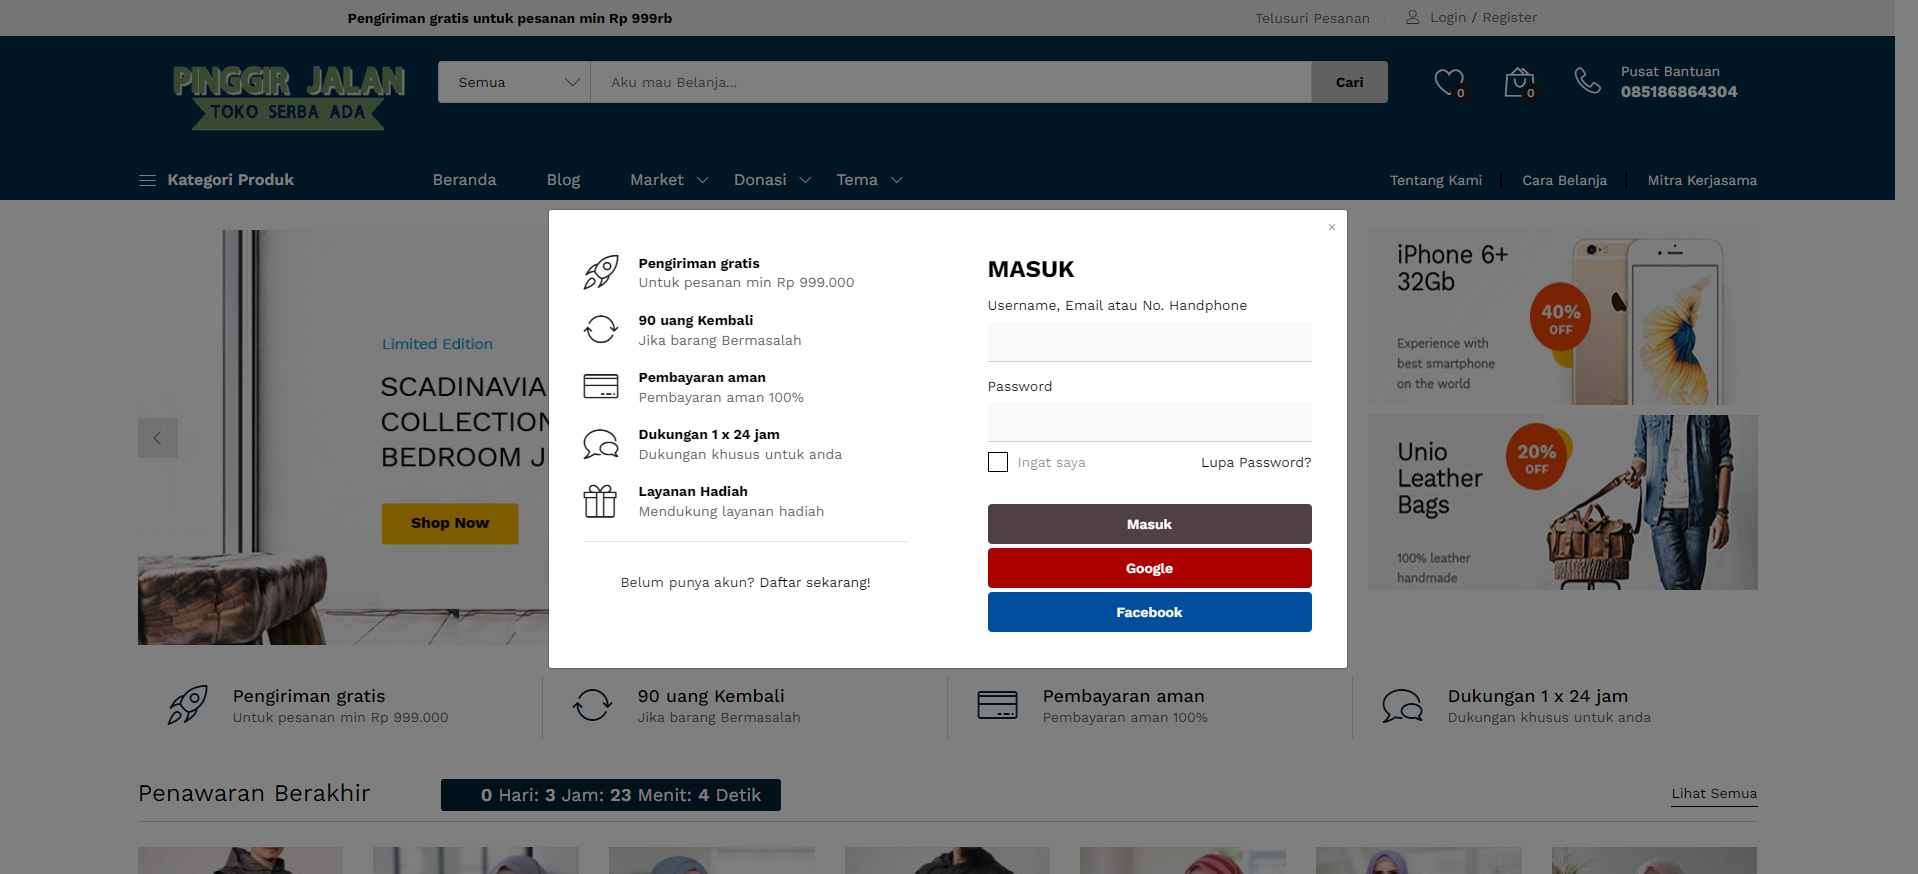 Pengiriman gratis untuk pesanan min Rp 999rb
Telusuri Pesanan
Login / Register
PINGGIR JALAN
TOKO SERBA ADA
Semua
Aku mau Belanja...
Cari
0
0
Pusat Bantuan
085186864304
Kategori Produk
Beranda
Blog
Market
Donasi
Tema
Tentang Kami
Cara Belanja
Mitra Kerjasama
Limited Edition
SCADINAVIA
COLLECTION
BEDROOM J
Shop Now
×
Pengiriman gratis
Untuk pesanan min Rp 999.000
90 uang Kembali
Jika barang Bermasalah
Pembayaran aman
Pembayaran aman 100%
Dukungan 1 x 24 jam
Dukungan khusus untuk anda
Layanan Hadiah
Mendukung layanan hadiah
Belum punya akun? Daftar sekarang!
MASUK
Username, Email atau No. Handphone
Password
Ingat saya
Lupa Password?
Masuk
Google
Facebook
iPhone 6+
32Gb
40%
OFF
Experience with
best smartphone
on the world
Unio
Leather
Bags
20%
OFF
100% leather
handmade
Pengiriman gratis
Untuk pesanan min Rp 999.000
90 uang Kembali
Jika barang Bermasalah
Pembayaran aman
Pembayaran aman 100%
Dukungan 1 x 24 jam
Dukungan khusus untuk anda
Penawaran Berakhir
0 Hari: 3 Jam: 23 Menit: 4 Detik
Lihat Semua